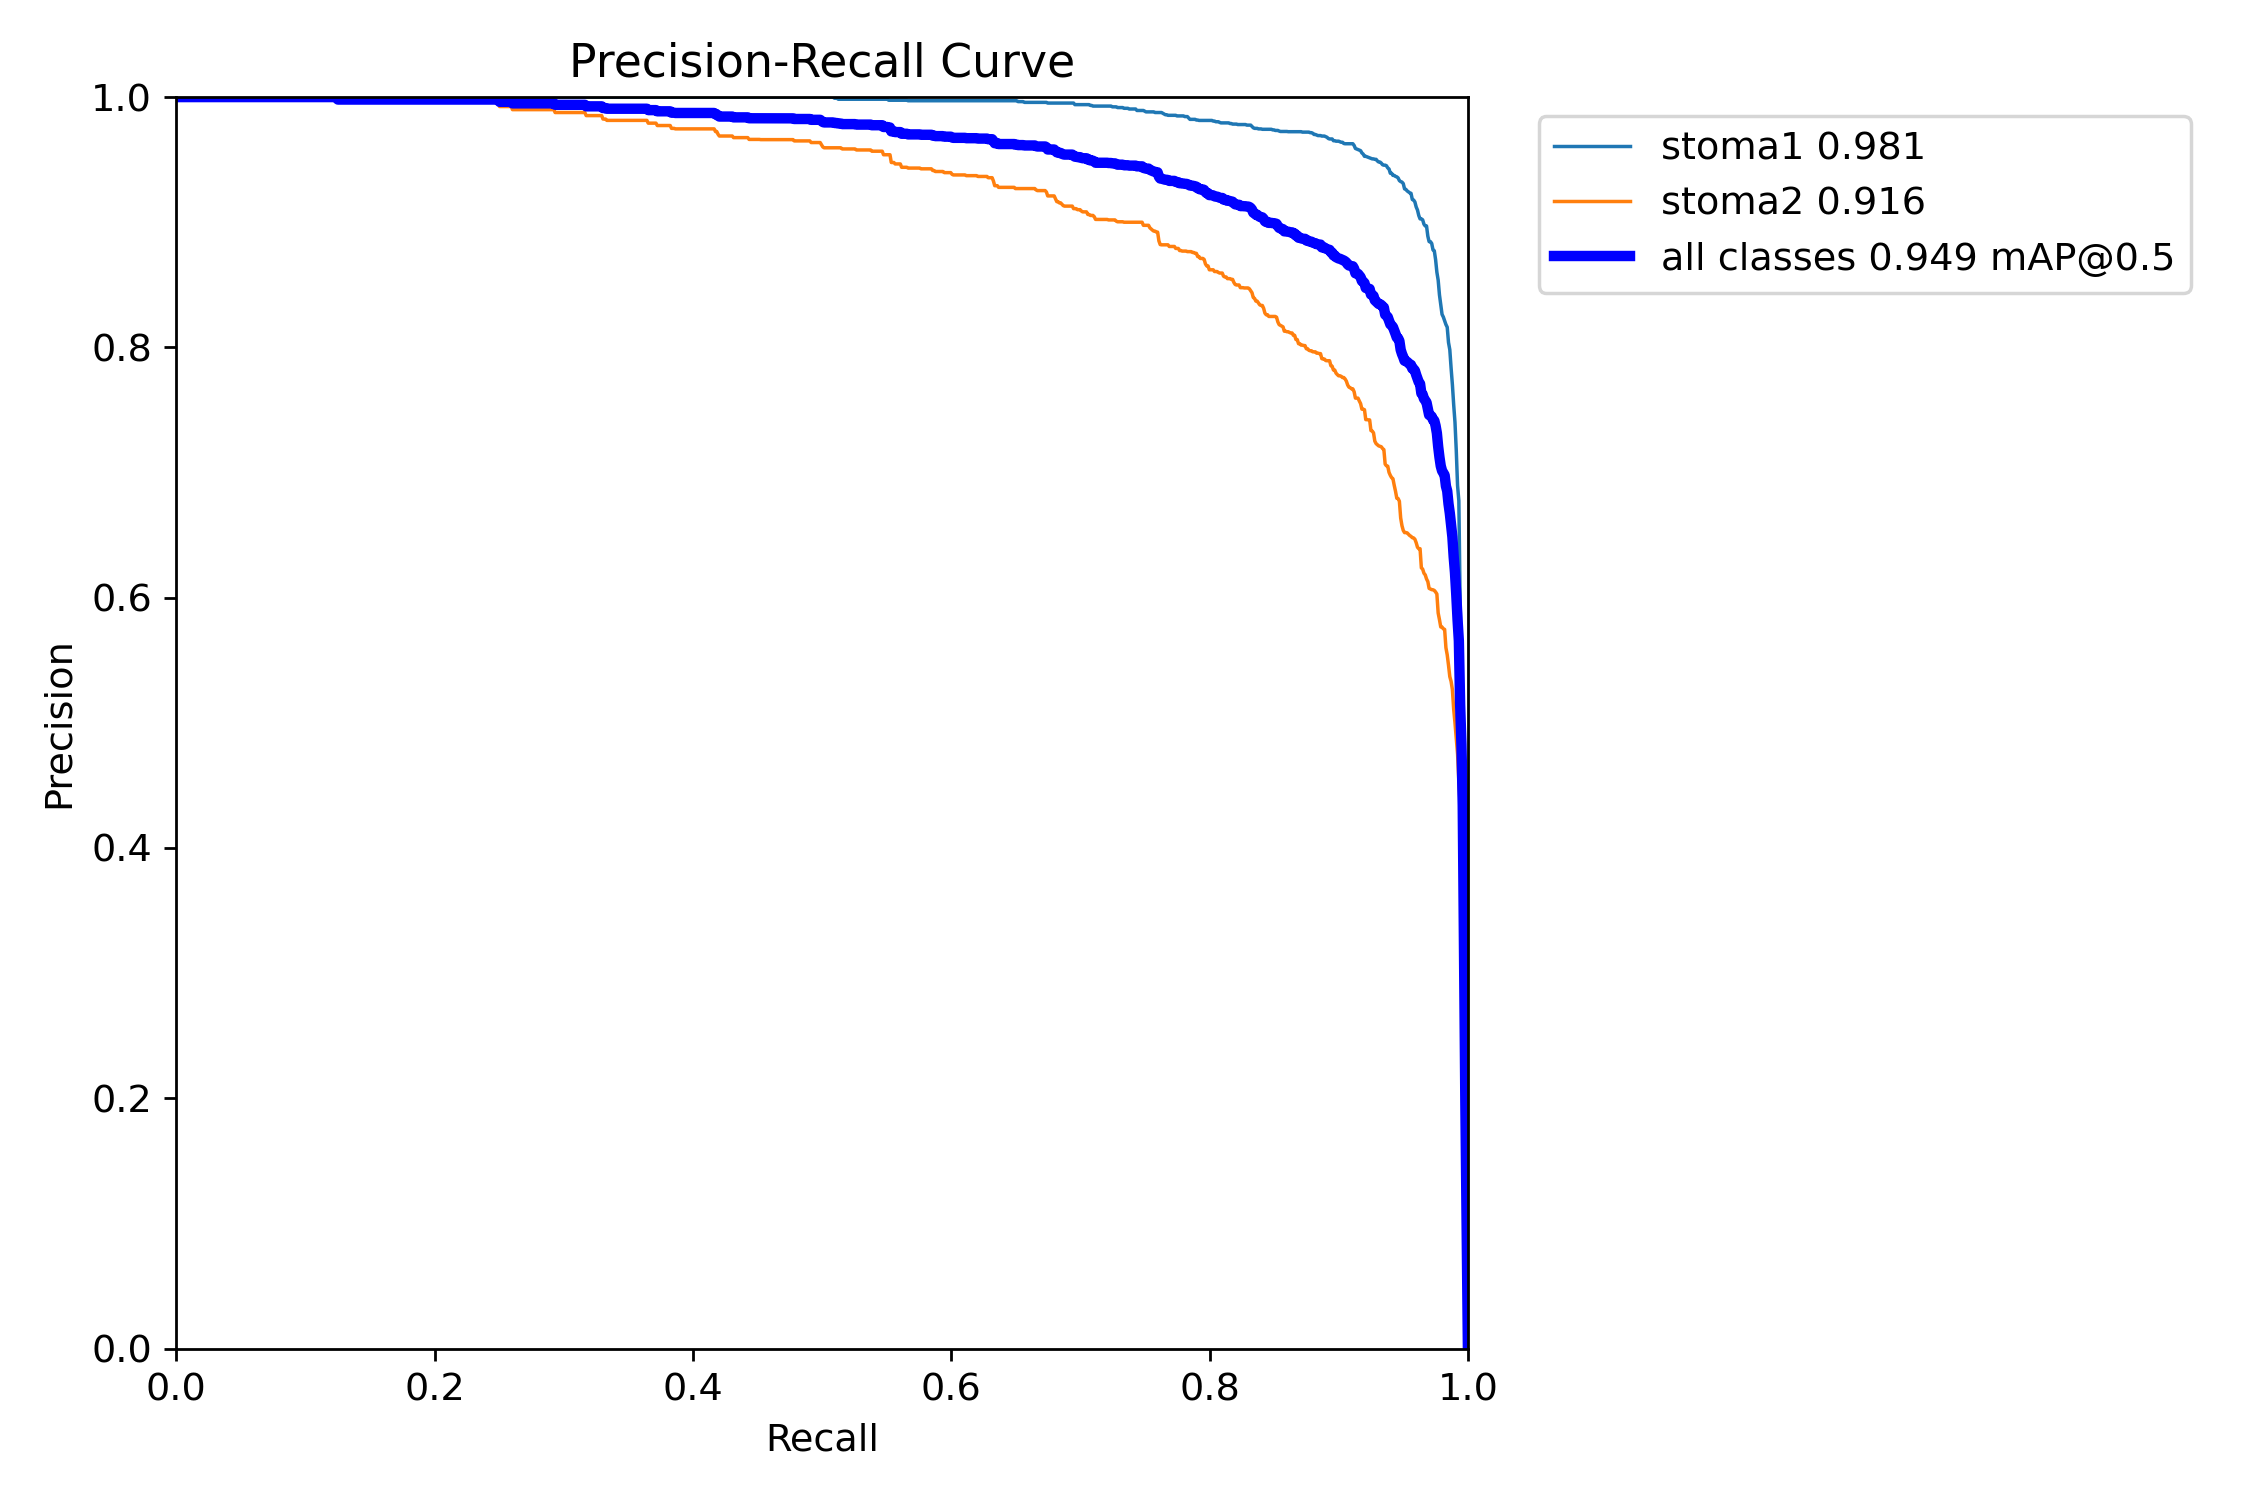 Precision-Recall Curve
stoma1 0.981
stoma2 0.916
all classes 0.949 mAP@0.5
Precision
1.0
0.8
0.6
0.4
0.2
0.0
0.0 0.2 0.4 0.6 0.8 1.0
Recall